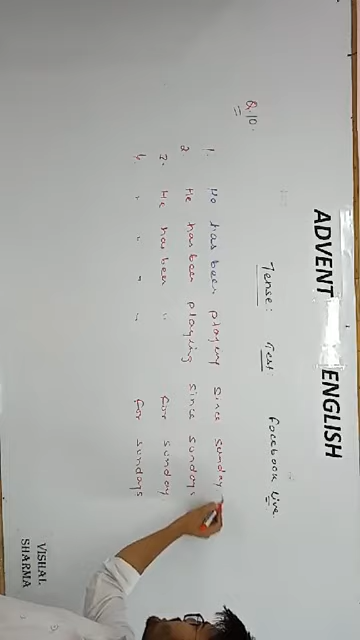 ADVENT ENGLISH
Tense: Test Facebook live
Q.10.
1. He has been playing since sunday
2. He has been playing since sundays
3. He has been " for sunday
4. " " " " for sundays
VISHAL
SHARMA